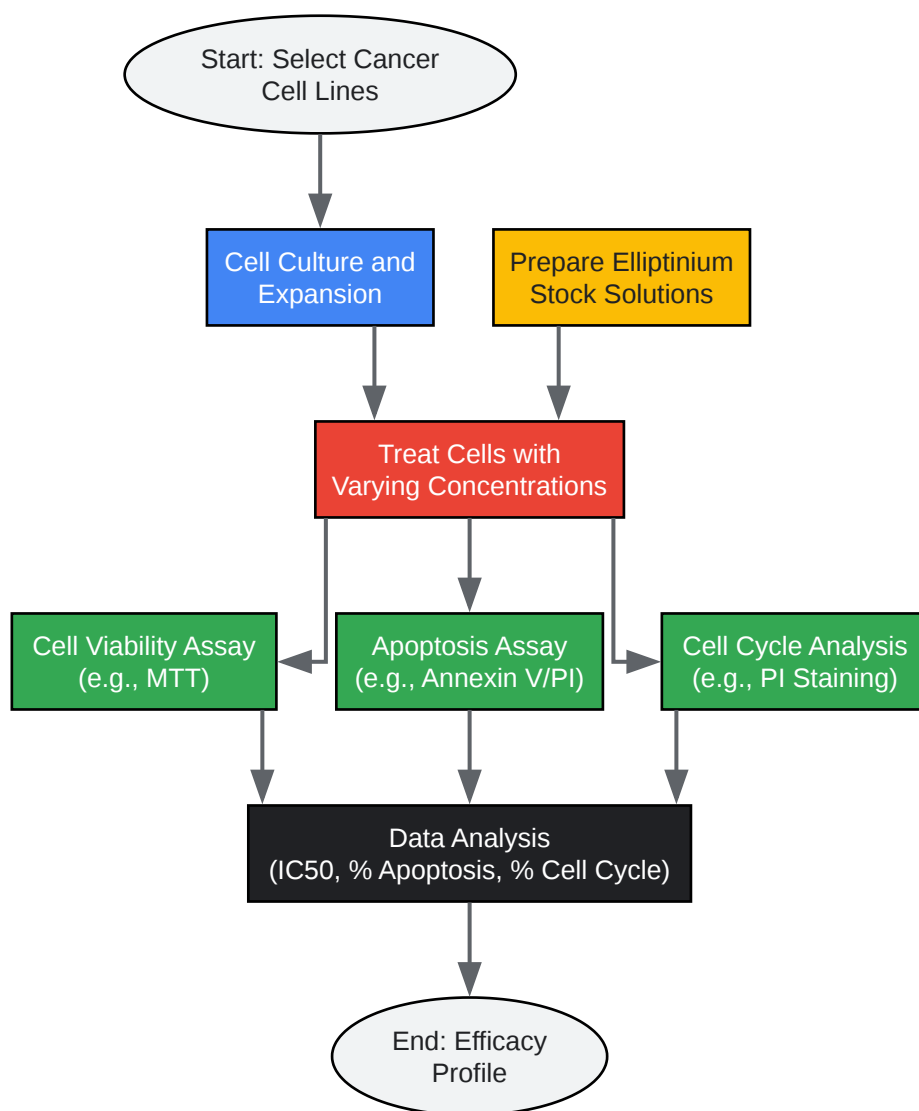 Start: Select Cancer
Cell Lines
Cell Culture and
Expansion
Prepare Elliptinium
Stock Solutions
Treat Cells with
Varying Concentrations
Cell Viability Assay
(e.g., MTT)
Apoptosis Assay
(e.g., Annexin V/PI)
Cell Cycle Analysis
(e.g., PI Staining)
Data Analysis
(IC50, % Apoptosis, % Cell Cycle)
End: Efficacy
Profile